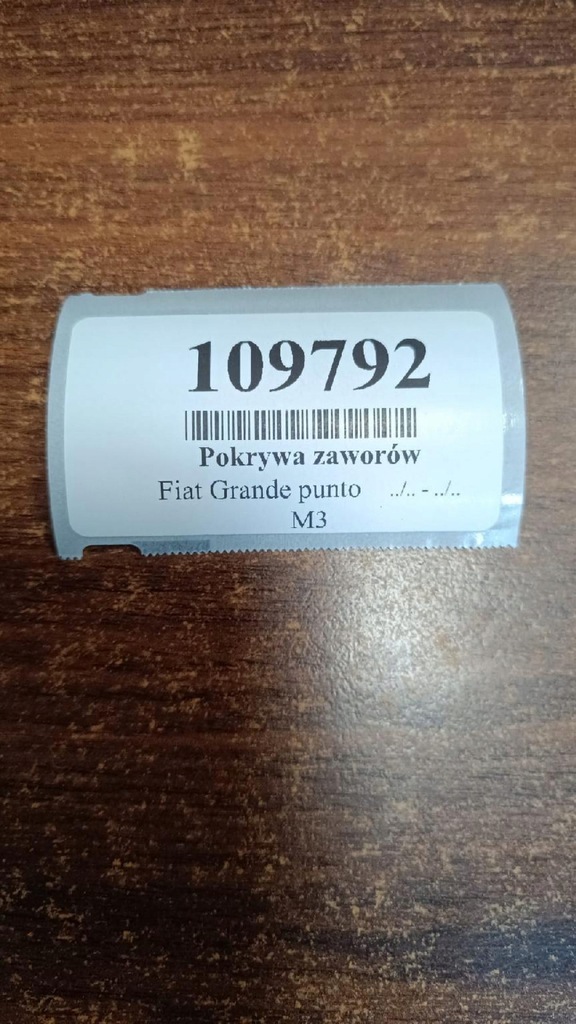 109792
Pokrywa zaworów
Fiat Grande punto ../.. - ../..
M3